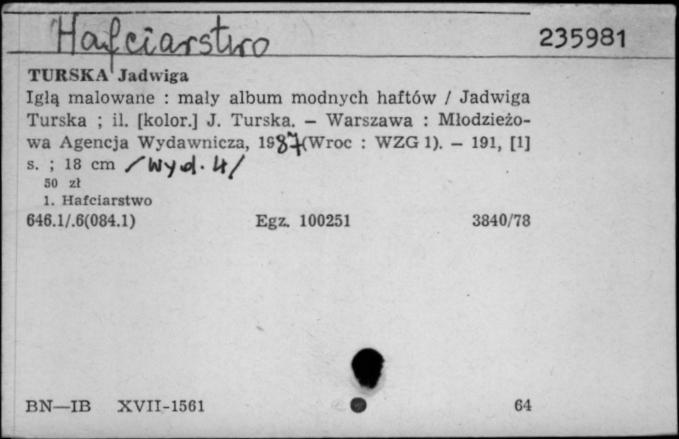 Hafciarstwo 235981
TURSKA Jadwiga
Igłą malowane : mały album modnych haftów / Jadwiga
Turska ; il. [kolor.] J. Turska. — Warszawa : Młodzieżo-
wa Agencja Wydawnicza, 1987 (Wroc : WZG 1). — 191, [1]
s. ; 18 cm /Wyd. 4/
50 zł
1. Hafciarstwo
646.1/.6(084.1) Egz. 100251 3840/78
BN—IB XVII-1561 64